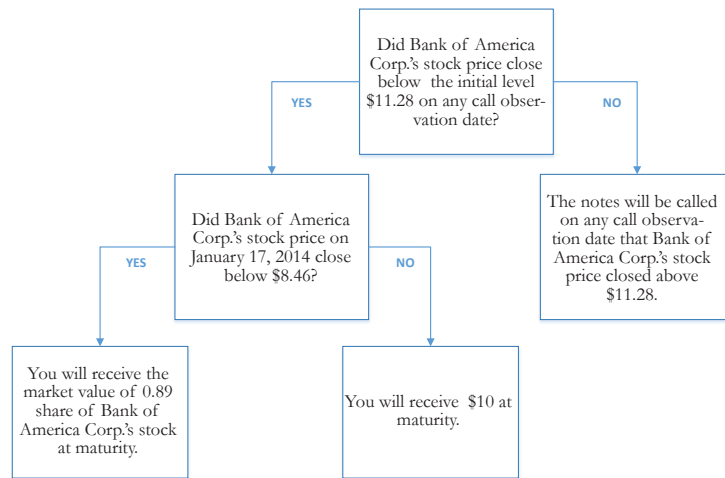 Did Bank of America
Corp.'s stock price close
below the initial level
$11.28 on any call obser-
vation date?
YES
NO
Did Bank of America
Corp.'s stock price on
January 17, 2014 close
below $8.46?
The notes will be called
on any call observa-
tion date that Bank of
America Corp.'s stock
price closed above
$11.28.
YES
NO
You will receive the
market value of 0.89
share of Bank of
America Corp.'s stock
at maturity.
You will receive $10 at
maturity.